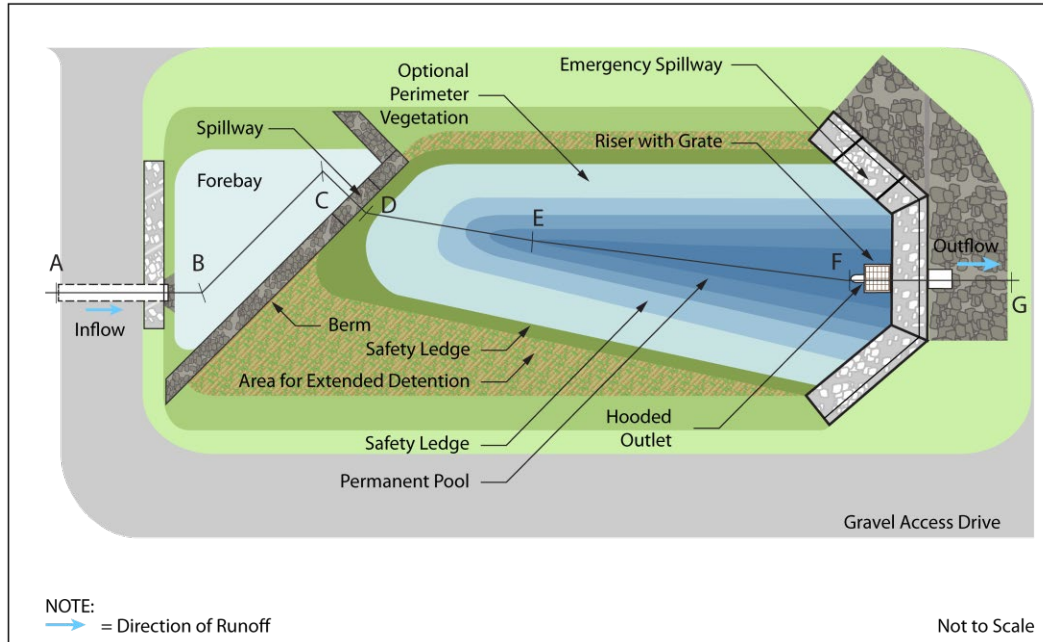 Optional
Perimeter
Vegetation
Emergency Spillway
Spillway
Riser with Grate
Forebay
C
D
E
A
B
F
Outflow
G
Inflow
Berm
Safety Ledge
Area for Extended Detention
Safety Ledge
Hooded
Outlet
Permanent Pool
Gravel Access Drive
NOTE:
= Direction of Runoff
Not to Scale